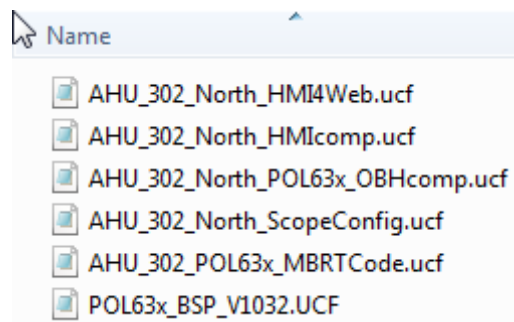 Name
AHU_302_North_HMI4Web.ucf
AHU_302_North_HMIcomp.ucf
AHU_302_North_POL63x_OBHcomp.ucf
AHU_302_North_ScopeConfig.ucf
AHU_302_POL63x_MBRTCode.ucf
POL63x_BSP_V1032.UCF